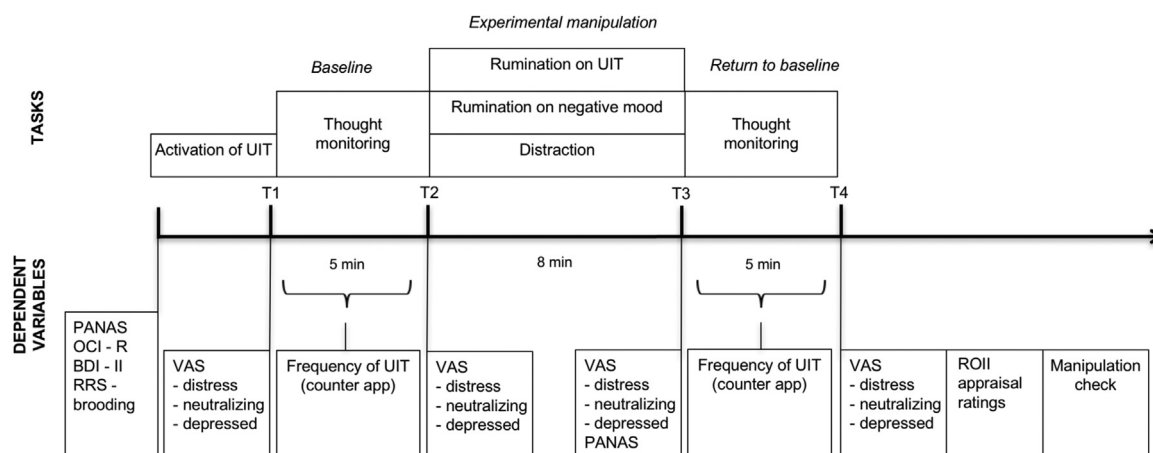 Experimental manipulation
Baseline
Return to baseline
TASKS
Rumination on UIT
Rumination on negative mood
Distraction
Activation of UIT
Thought
monitoring
Thought
monitoring
T1
T2
T3
T4
DEPENDENT
VARIABLES
5 min
8 min
5 min
PANAS
OCI - R
BDI - II
RRS -
brooding
VAS
- distress
- neutralizing
- depressed
Frequency of UIT
(counter app)
VAS
- distress
- neutralizing
- depressed
VAS
- distress
- neutralizing
- depressed
PANAS
Frequency of UIT
(counter app)
VAS
- distress
- neutralizing
- depressed
ROII
appraisal
ratings
Manipulation
check